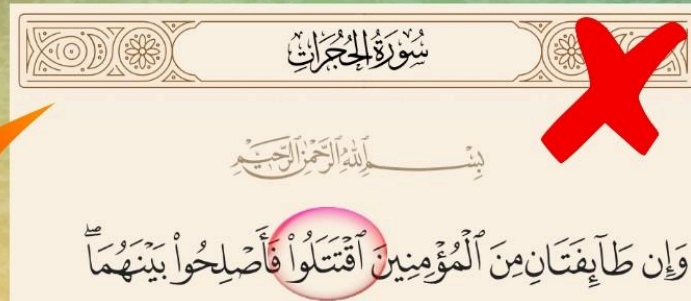 سُورَةُ الحُجُرَاتِ
بِسْمِ ٱللَّهِ ٱلرَّحْمَٰنِ ٱلرَّحِيمِ
وَإِن طَآئِفَتَانِ مِنَ ٱلْمُؤْمِنِينَ ٱقْتَتَلُوا۟ فَأَصْلِحُوا۟ بَيْنَهُمَا ۖ